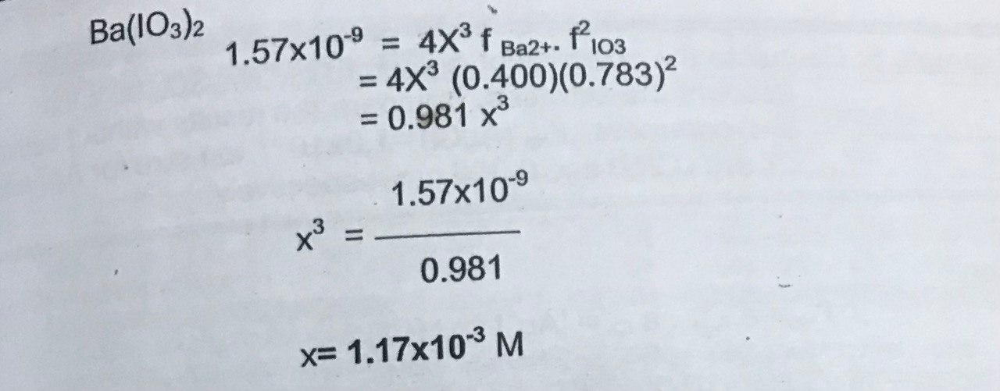 Ba(IO₃)₂
1.57x10⁻⁹ = 4X³ f Ba2+. f²IO3
= 4X³ (0.400)(0.783)²
= 0.981 x³
1.57x10⁻⁹
x³ =
0.981
x= 1.17x10⁻³ M